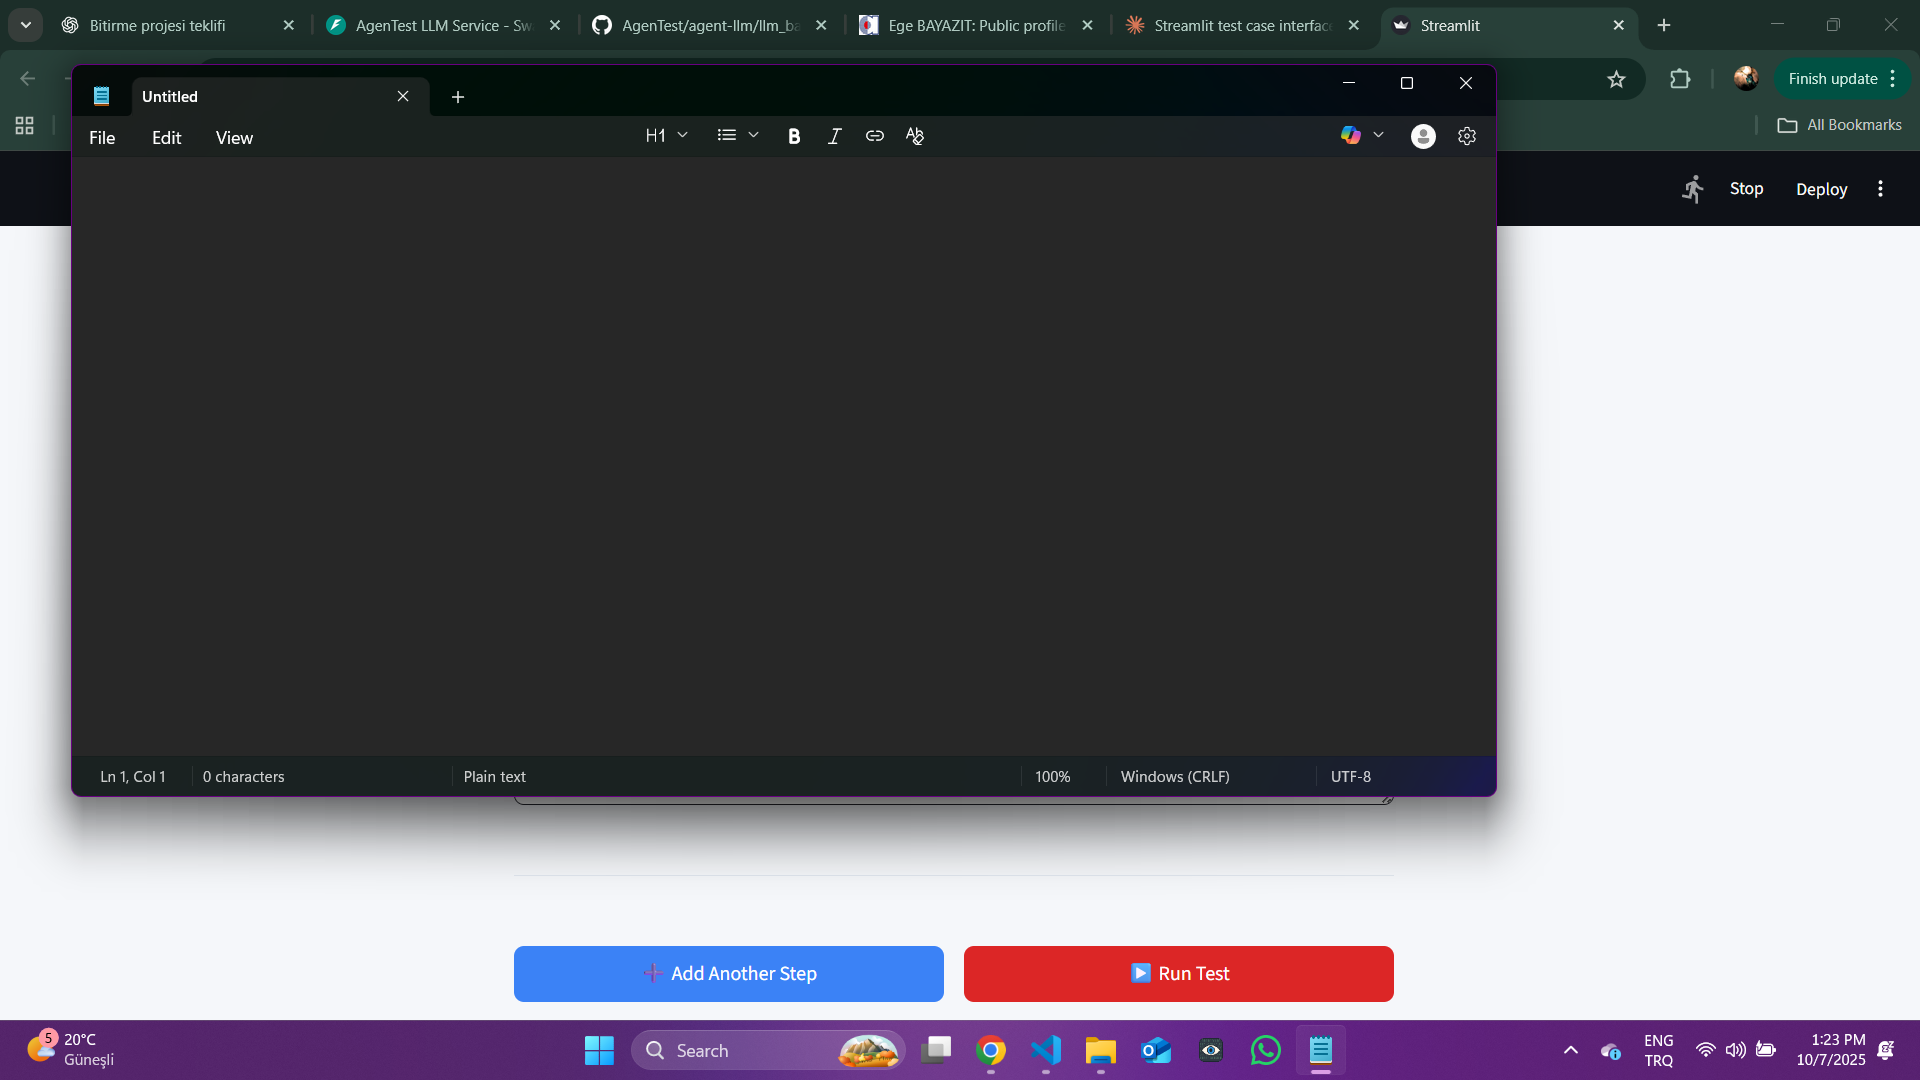 Bitirme projesi teklifi
AgenTest LLM Service - Sw
AgenTest/agent-llm/llm_ba
Ege BAYAZIT: Public profile
Streamlit test case interface
Streamlit
Finish update
All Bookmarks
Untitled
File Edit View
H1
B I
Stop
Deploy
Ln 1, Col 1
0 characters
Plain text
100%
Windows (CRLF)
UTF-8
Add Another Step
Run Test
5
20°C
Güneşli
Search
ENG
TRQ
1:23 PM
10/7/2025